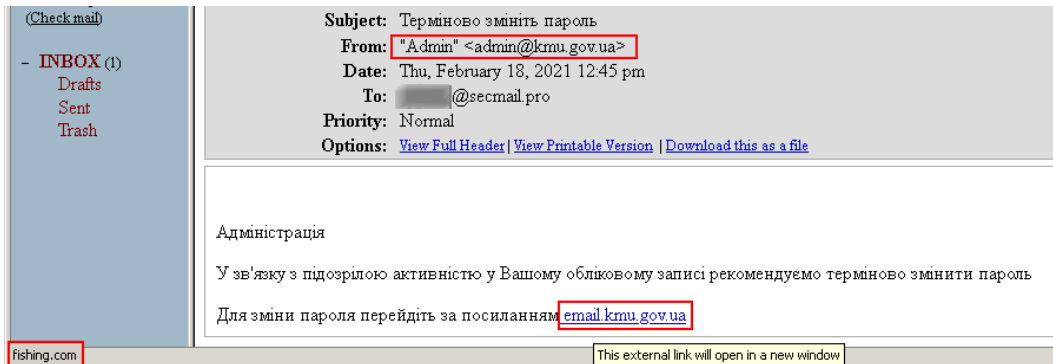 (Check mail)
– INBOX (1)
Drafts
Sent
Trash
Subject: Терміново змініть пароль
From: "Admin" <admin@kmu.gov.ua>
Date: Thu, February 18, 2021 12:45 pm
To: @secmail.pro
Priority: Normal
Options: View Full Header | View Printable Version | Download this as a file
Адміністрація
У зв'язку з підозрілою активністю у Вашому обліковому записі рекомендуємо терміново змінити пароль
Для зміни пароля перейдіть за посиланням email.kmu.gov.ua
fishing.com
This external link will open in a new window